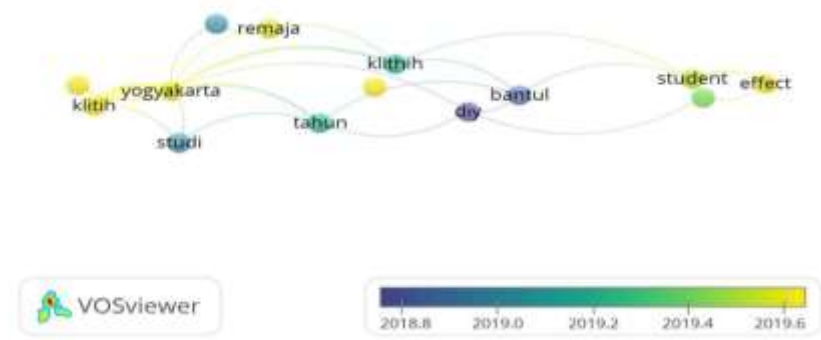 remaja
klithih
student
effect
yogyakarta
klitih
bantul
diy
tahun
studi
VOSviewer
2018.8
2019.0
2019.2
2019.4
2019.6